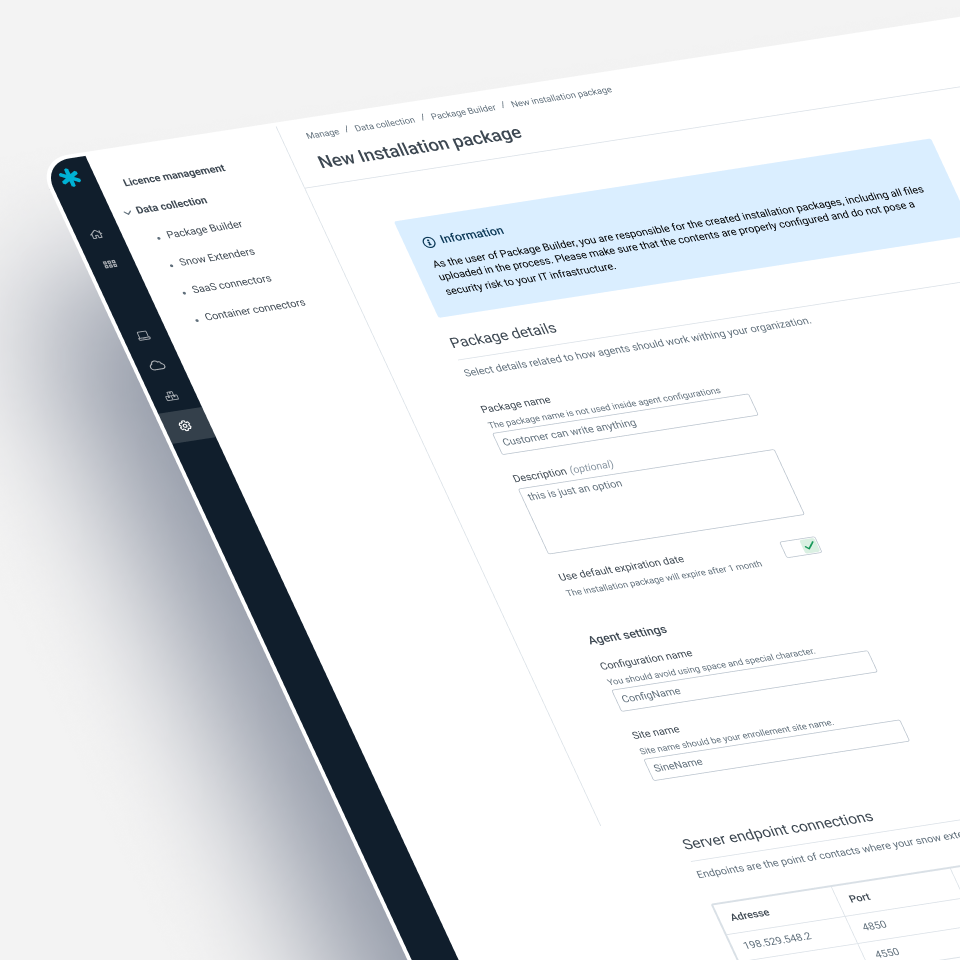 Manage / Data collection / Package Builder / New installation package
New Installation package
Licence management
Data collection
Package Builder
Snow Extenders
SaaS connectors
Container connectors
Information
As the user of Package Builder, you are responsible for the created installation packages, including all files
uploaded in the process. Please make sure that the contents are properly configured and do not pose a
security risk to your IT infrastructure.
Package details
Select details related to how agents should work withing your organization.
Package name
The package name is not used inside agent configurations
Customer can write anything
Description (optional)
this is just an option
Use default expiration date
The installation package will expire after 1 month
Agent settings
Configuration name
You should avoid using space and special character.
ConfigName
Site name
Site name should be your enrollement site name.
SineName
Server endpoint connections
Endpoints are the point of contacts where your snow exte
Adresse Port
198.529.548.2 4850
4550